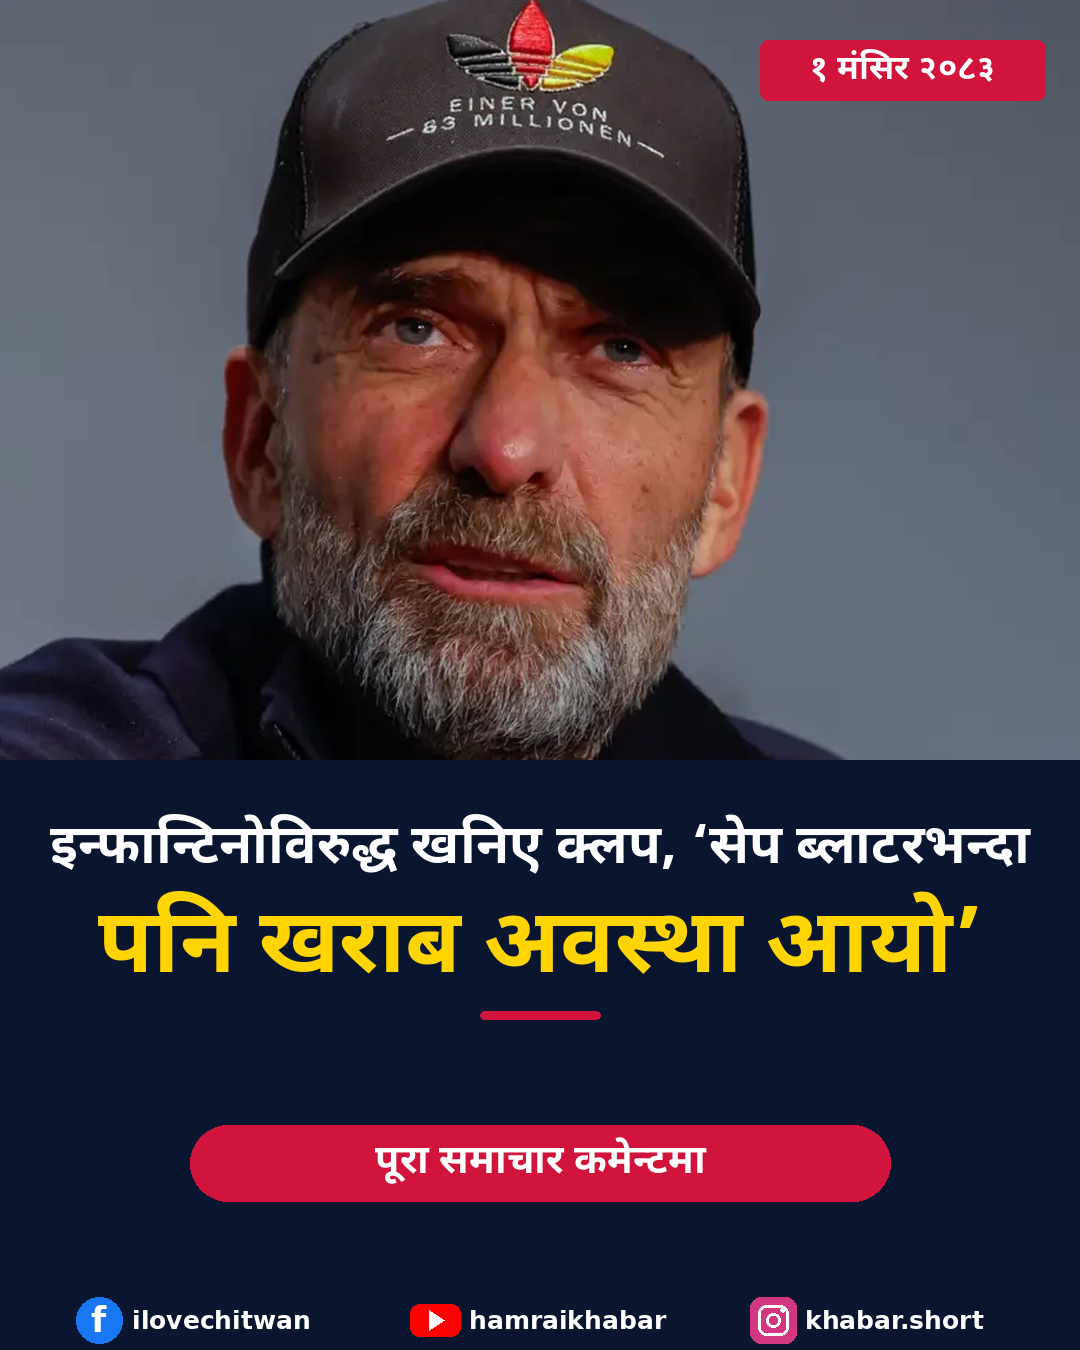 EINER VON
83 MILLIONEN
१ मंसिर २०८३
इन्फान्टिनोविरुद्ध खनिए क्लप, ‘सेप ब्लाटरभन्दा
पनि खराब अवस्था आयो’
पूरा समाचार कमेन्टमा
ilovechitwan
hamraikhabar
khabar.short